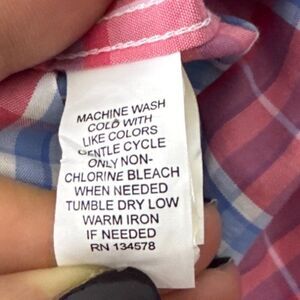 MACHINE WASH
COLD WITH
LIKE COLORS
GENTLE CYCLE
ONLY NON-
CHLORINE BLEACH
WHEN NEEDED
TUMBLE DRY LOW
WARM IRON
IF NEEDED
RN 134578